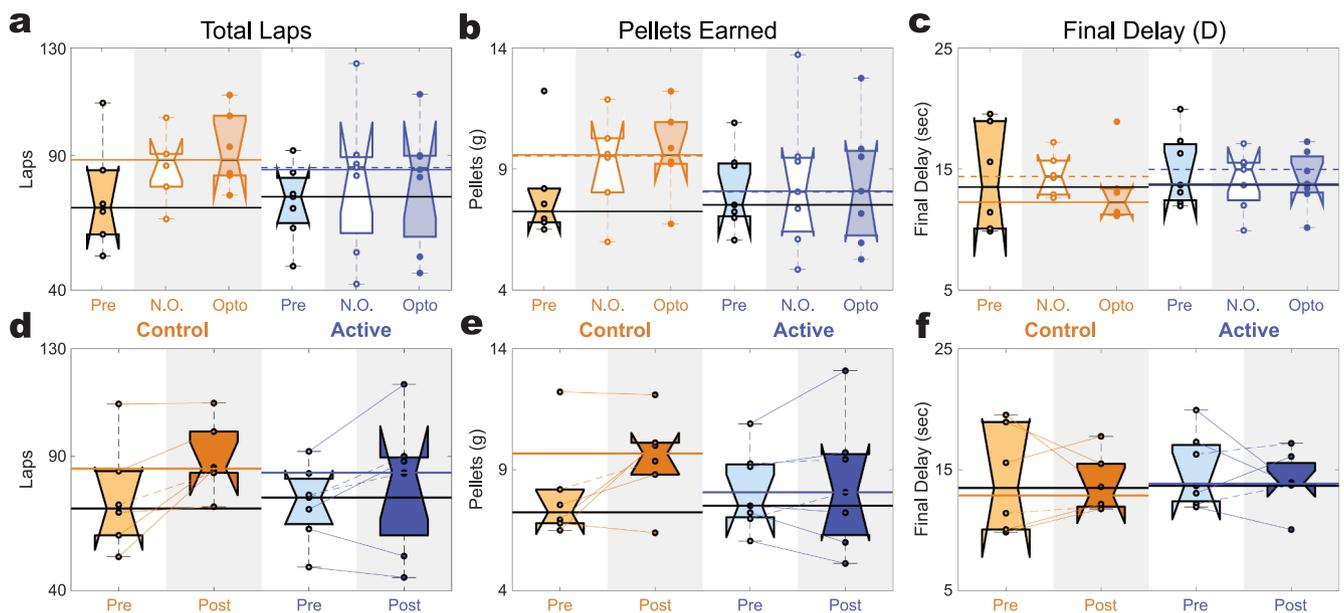 a Total Laps
b Pellets Earned
c Final Delay (D)
130
90
40
Laps
14
9
4
Pellets (g)
25
15
5
Final Delay (sec)
Pre N.O. Opto Pre N.O. Opto
Pre N.O. Opto Pre N.O. Opto
Pre N.O. Opto Pre N.O. Opto
d Control Active
e Control Active
f Control Active
130
90
40
Laps
14
9
4
Pellets (g)
25
15
5
Final Delay (sec)
Pre Post Pre Post
Pre Post Pre Post
Pre Post Pre Post